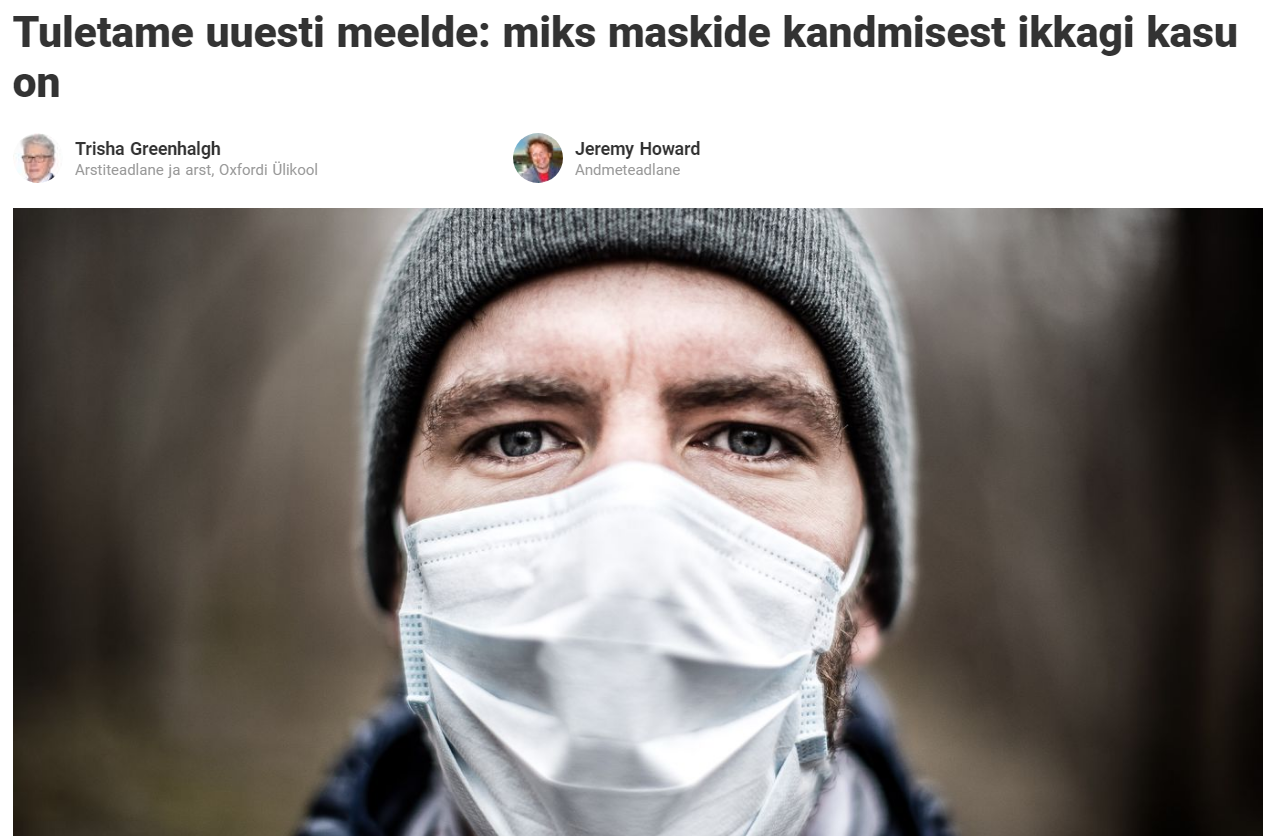 Tuletame uuesti meelde: miks maskide kandmisest ikkagi kasu
on
Trisha Greenhalgh
Arstiteadlane ja arst, Oxfordi Ülikool
Jeremy Howard
Andmeteadlane